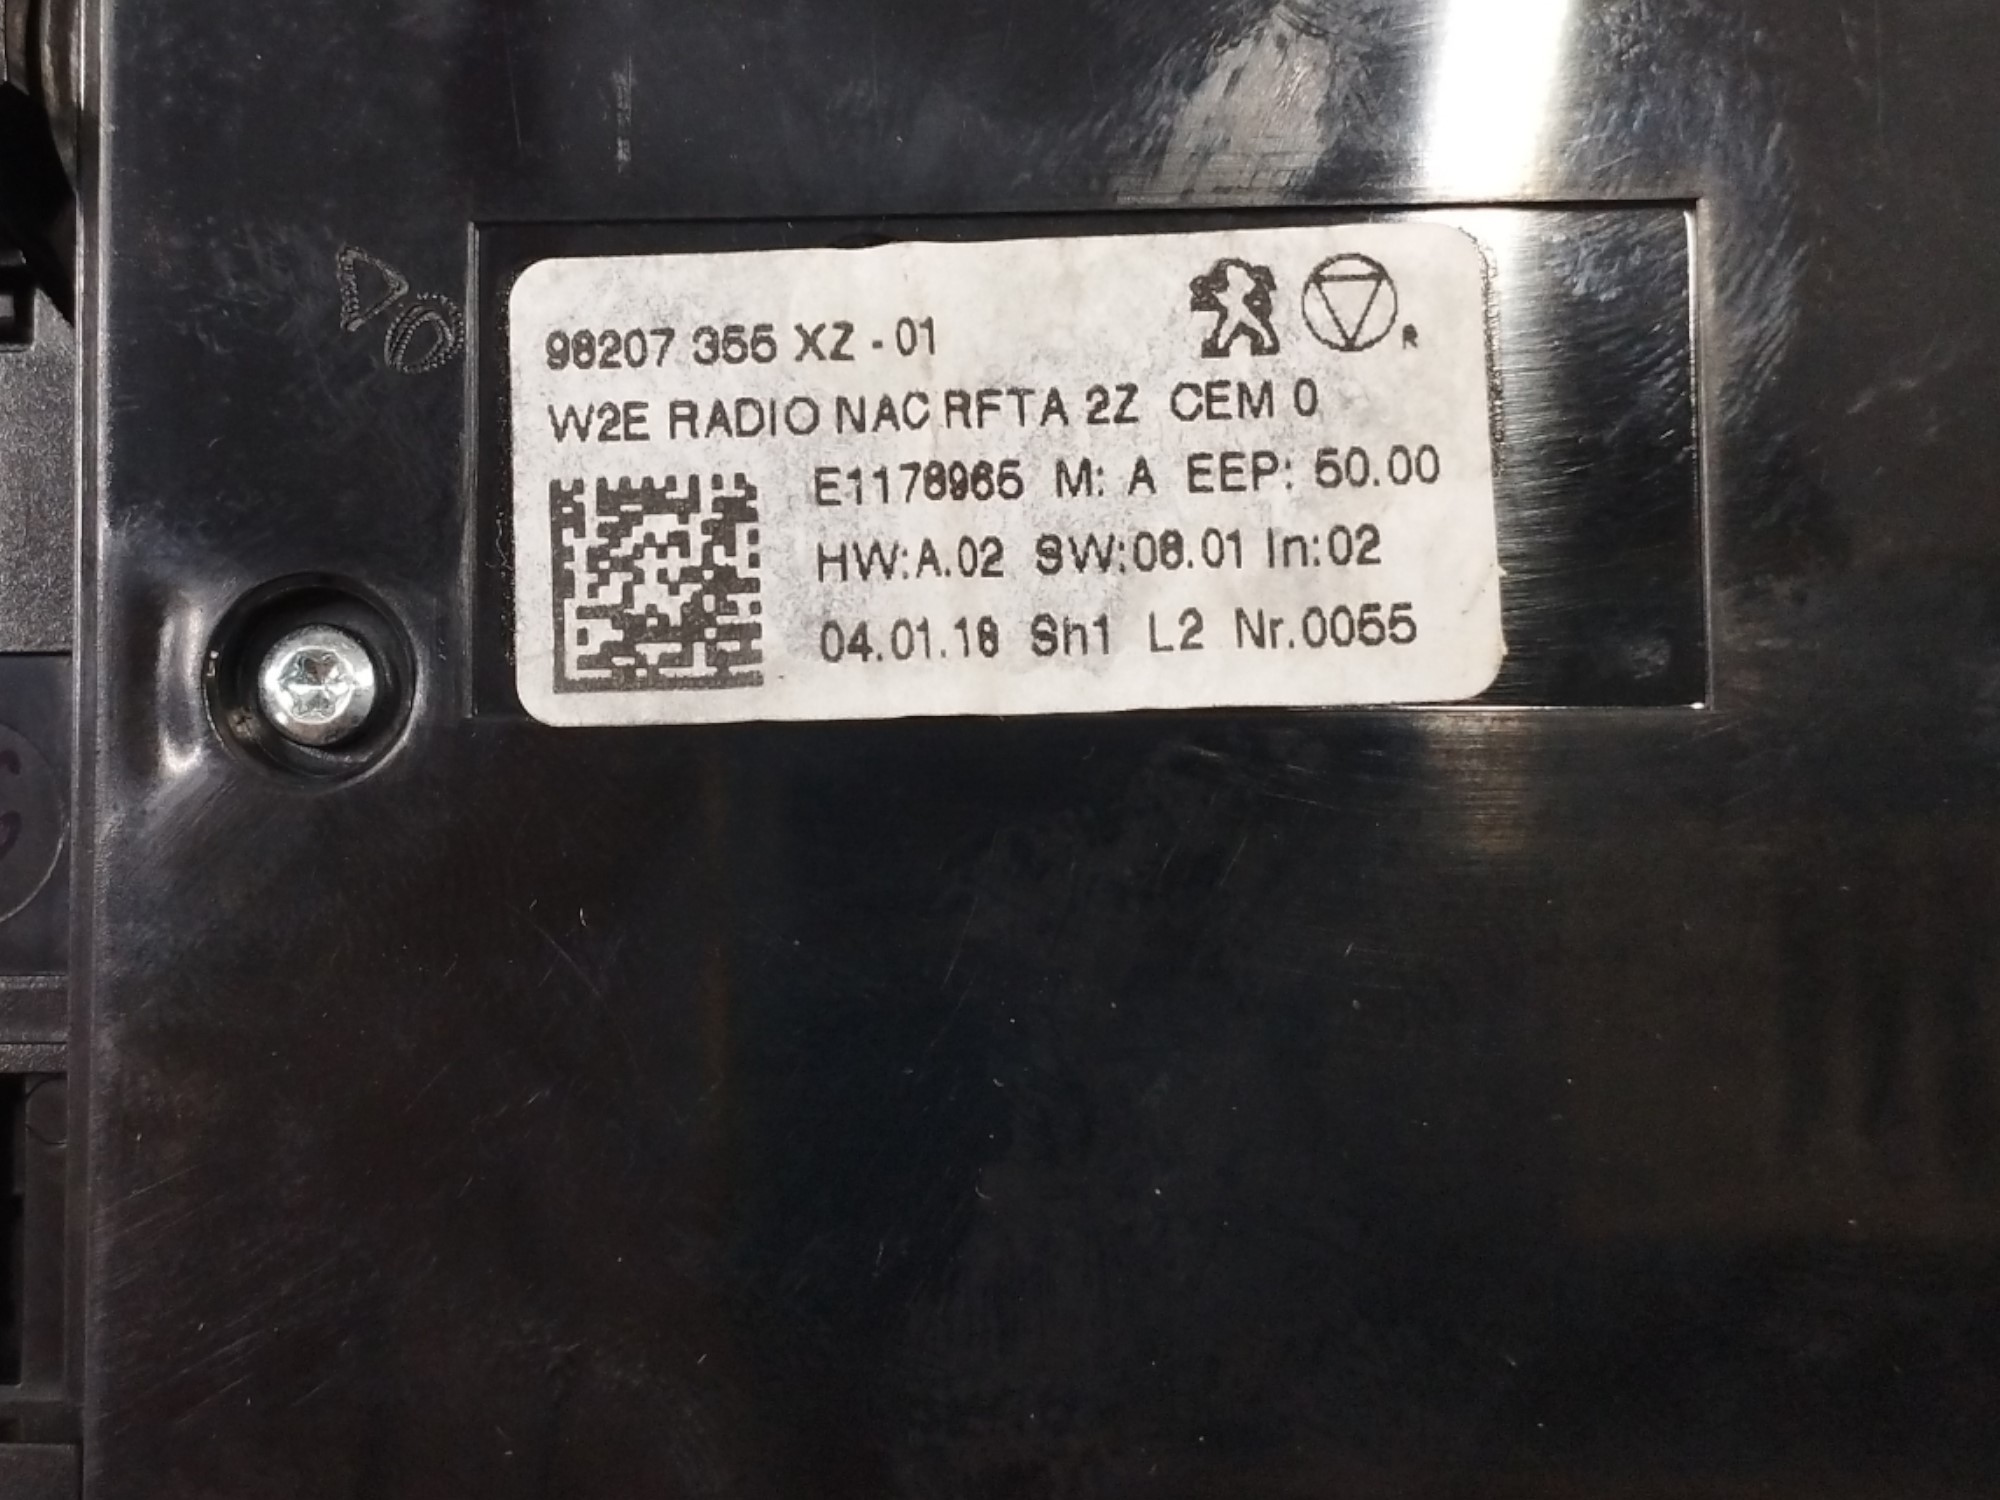 98207 355 XZ - 01
R
W2E RADIO NAC RFTA 2Z CEM 0
E1178965 M: A EEP: 50.00
HW:A.02 SW:08.01 In:02
04.01.18 Sh1 L2 Nr.0055